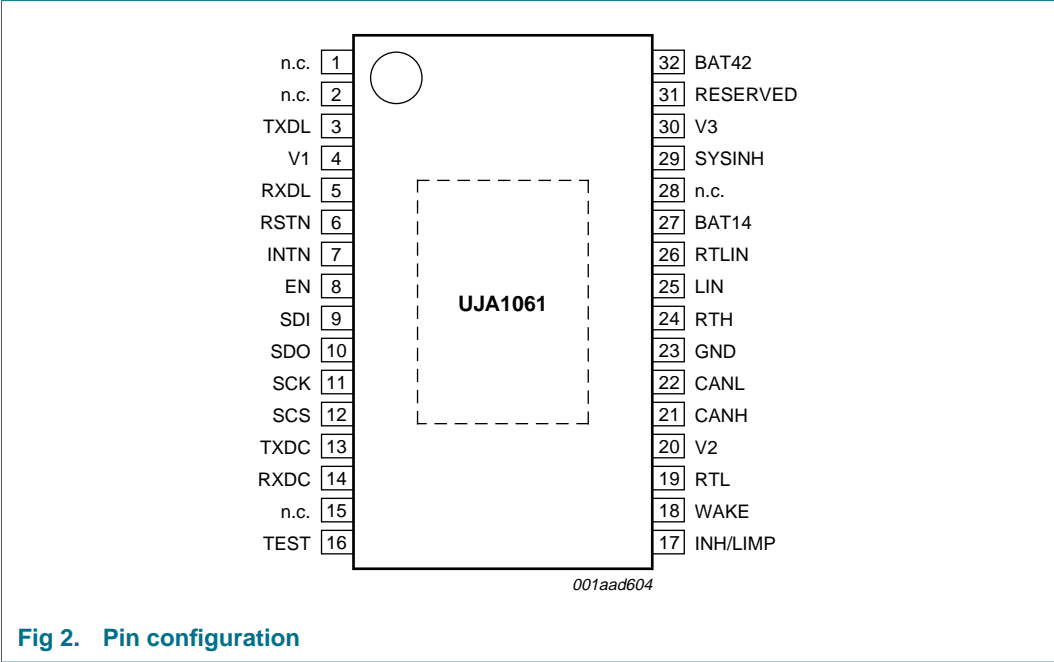 n.c. 1 32 BAT42
n.c. 2 31 RESERVED
TXDL 3 30 V3
V1 4 29 SYSINH
RXDL 5 28 n.c.
RSTN 6 27 BAT14
INTN 7 26 RTLIN
EN 8 25 LIN
UJA1061
SDI 9 24 RTH
SDO 10 23 GND
SCK 11 22 CANL
SCS 12 21 CANH
TXDC 13 20 V2
RXDC 14 19 RTL
n.c. 15 18 WAKE
TEST 16 17 INH/LIMP
001aad604
Fig 2. Pin configuration